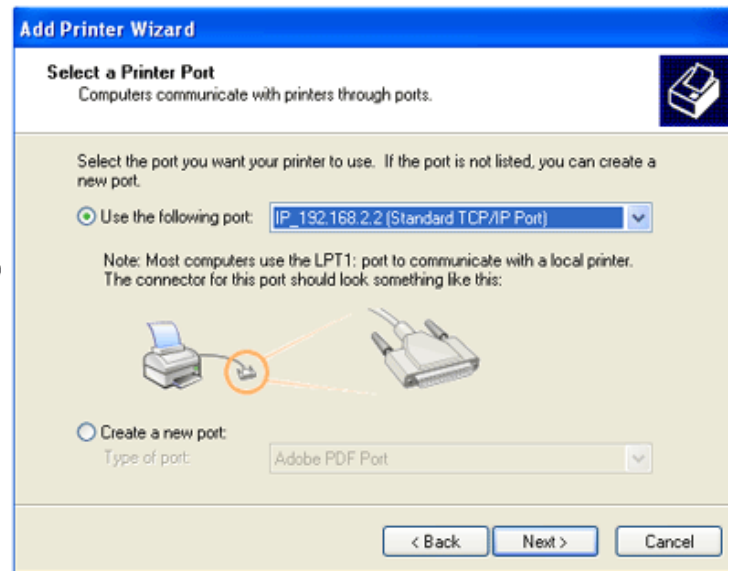 Add Printer Wizard
Select a Printer Port
Computers communicate with printers through ports.
Select the port you want your printer to use. If the port is not listed, you can create a
new port.
Use the following port: IP_192.168.2.2 (Standard TCP/IP Port)
Note: Most computers use the LPT1: port to communicate with a local printer.
The connector for this port should look something like this:
Create a new port:
Type of port: Adobe PDF Port
< Back Next > Cancel